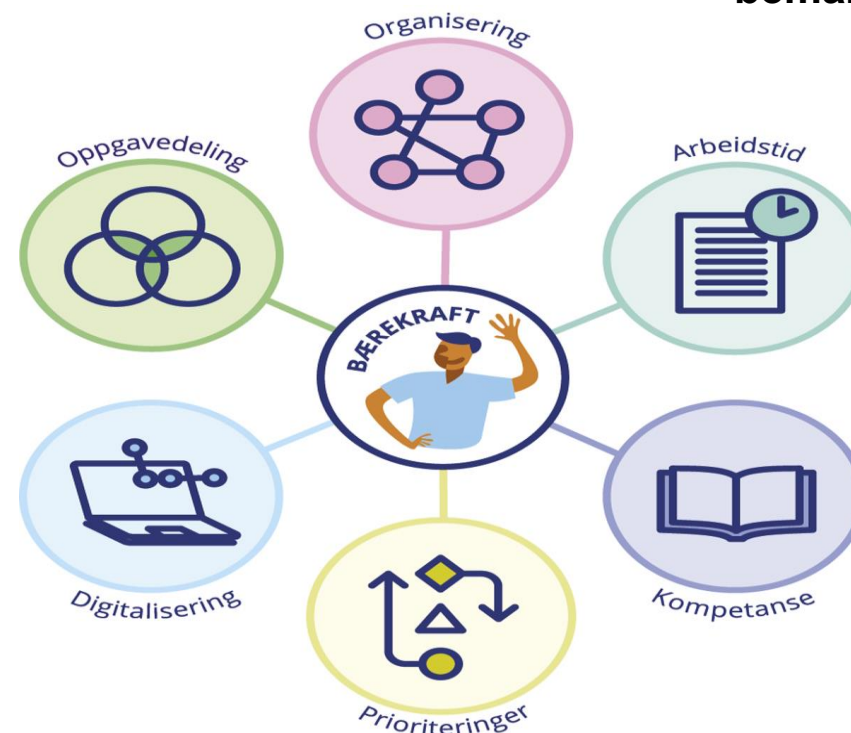 Organisering
Oppgavedeling
Arbeidstid
BÆREKRAFT
Digitalisering
Kompetanse
Prioriteringer